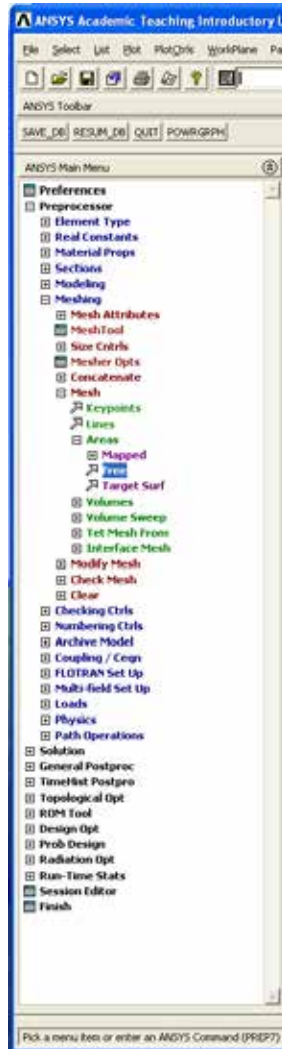 ANSYS Academic Teaching Introductory
File Select List Plot PlotCtrls WorkPlane Pa
ANSYS Toolbar
SAVE_DB RESUM_DB QUIT POWRGRPH
ANSYS Main Menu
Preferences
Preprocessor
Element Type
Real Constants
Material Props
Sections
Modeling
Meshing
Mesh Attributes
MeshTool
Size Cntrls
Mesher Opts
Concatenate
Mesh
Keypoints
Lines
Areas
Mapped
Free
Target Surf
Volumes
Volume Sweep
Tet Mesh From
Interface Mesh
Modify Mesh
Check Mesh
Clear
Checking Ctrls
Numbering Ctrls
Archive Model
Coupling / Ceqn
FLOTRAN Set Up
Multi-field Set Up
Loads
Physics
Path Operations
Solution
General Postproc
TimeHist Postpro
Topological Opt
ROM Tool
Design Opt
Prob Design
Radiation Opt
Run-Time Stats
Session Editor
Finish
Pick a menu item or enter an ANSYS Command (PREP7)